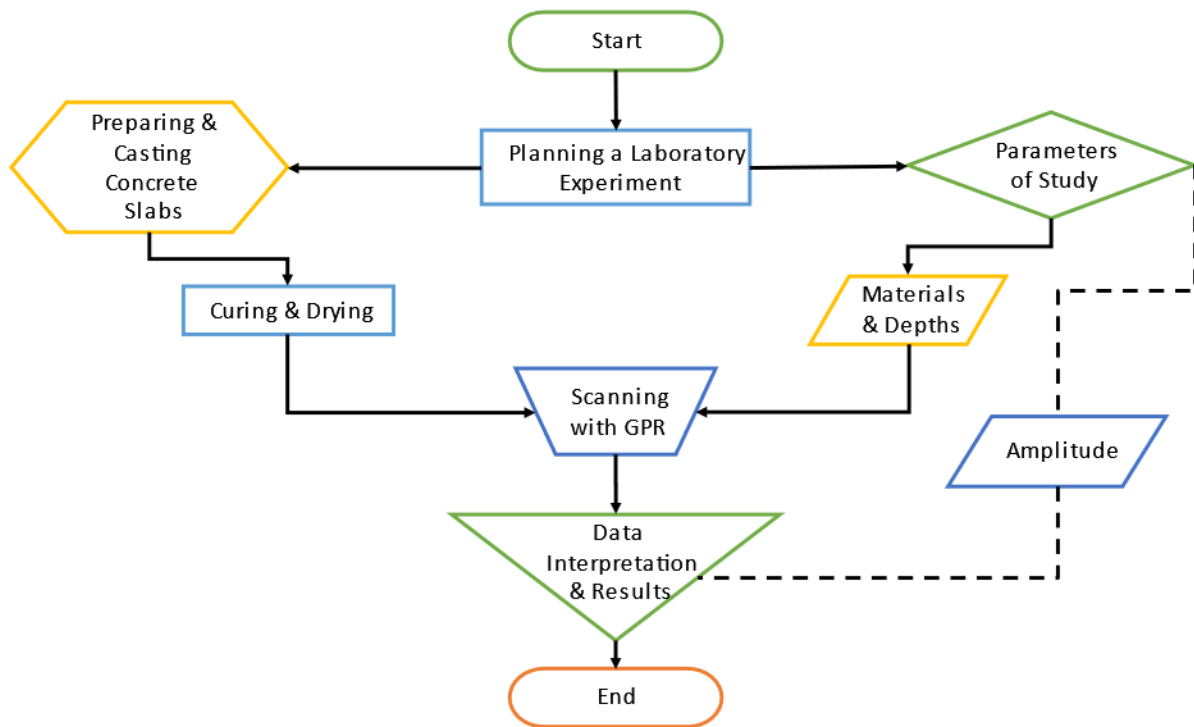 Start
Preparing &
Casting
Concrete
Slabs
Planning a Laboratory
Experiment
Parameters
of Study
Curing & Drying
Materials
& Depths
Scanning
with GPR
Amplitude
Data
Interpretation
& Results
End